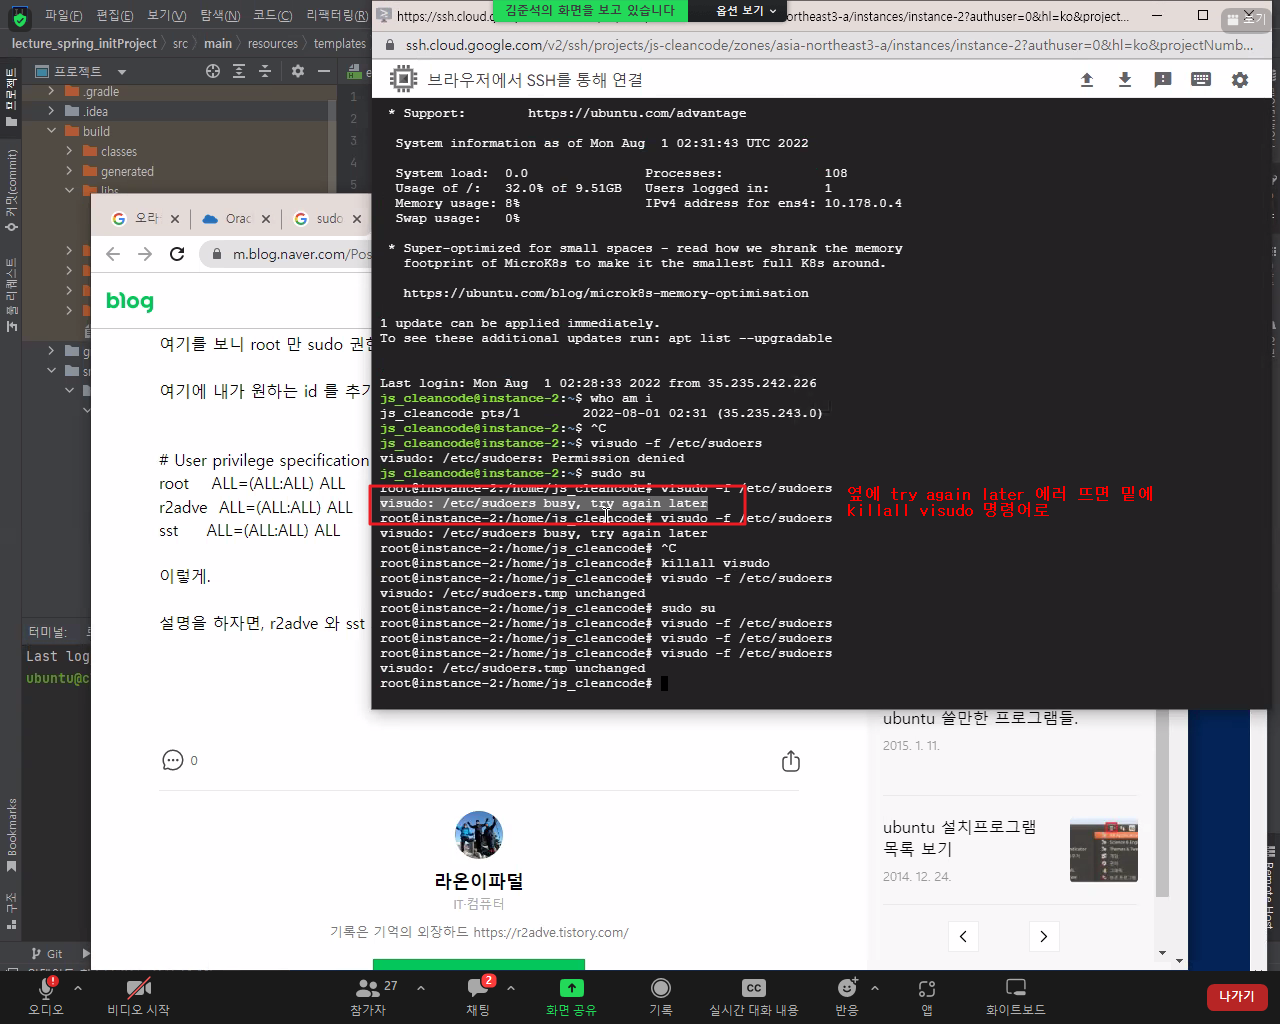 김준석의 화면을 보고 있습니다
옵션 보기
파일(F) 편집(E) 보기(V) 탐색(N) 코드(C) 리팩터링(R)
lecture_spring_initProject > src > main > resources > templates
프로젝트
.gradle
.idea
build
classes
generated
libs
1
2
3
4
5
프로젝트
커밋(commit)
풀 리퀘스트
Bookmarks
구조
Remote Host
터미널:
Last log
ubuntu@c
Git
ssh.cloud.google.com/v2/ssh/projects/js-cleancode/zones/asia-northeast3-a/instances/instance-2?authuser=0&hl=ko&projectNumb...
브라우저에서 SSH를 통해 연결
* Support:        https://ubuntu.com/advantage
System information as of Mon Aug  1 02:31:43 UTC 2022
System load:  0.0               Processes:             108
Usage of /:   32.0% of 9.51GB   Users logged in:       1
Memory usage: 8%                IPv4 address for ens4: 10.178.0.4
Swap usage:   0%
* Super-optimized for small spaces - read how we shrank the memory
footprint of MicroK8s to make it the smallest full K8s around.
https://ubuntu.com/blog/microk8s-memory-optimisation
1 update can be applied immediately.
To see these additional updates run: apt list --upgradable
Last login: Mon Aug  1 02:28:33 2022 from 35.235.242.226
js_cleancode@instance-2:~$ who am i
js_cleancode pts/1        2022-08-01 02:31 (35.235.243.0)
js_cleancode@instance-2:~$ ^C
js_cleancode@instance-2:~$ visudo -f /etc/sudoers
visudo: /etc/sudoers: Permission denied
js_cleancode@instance-2:~$ sudo su
root@instance-2:/home/js_cleancode# visudo -f /etc/sudoers
visudo: /etc/sudoers busy, try again later
root@instance-2:/home/js_cleancode# visudo -f /etc/sudoers
visudo: /etc/sudoers busy, try again later
root@instance-2:/home/js_cleancode# ^C
root@instance-2:/home/js_cleancode# killall visudo
root@instance-2:/home/js_cleancode# visudo -f /etc/sudoers
visudo: /etc/sudoers.tmp unchanged
root@instance-2:/home/js_cleancode# sudo su
root@instance-2:/home/js_cleancode# visudo -f /etc/sudoers
root@instance-2:/home/js_cleancode# visudo -f /etc/sudoers
root@instance-2:/home/js_cleancode# visudo -f /etc/sudoers
visudo: /etc/sudoers.tmp unchanged
root@instance-2:/home/js_cleancode#
옆에 try again later 에러 뜨면 밑에
killall visudo 명령어로
오라 Orac sudo
m.blog.naver.com/Pos
blog
여기를 보니 root 만 sudo 권한
여기에 내가 원하는 id 를 추가
# User privilege specification
root ALL=(ALL:ALL) ALL
r2adve ALL=(ALL:ALL) ALL
sst ALL=(ALL:ALL) ALL
이렇게.
설명을 하자면, r2adve 와 sst
0
라온이파덜
IT·컴퓨터
기록은 기억의 외장하드 https://r2adve.tistory.com/
ubuntu 쓸만한 프로그램들.
2015. 1. 11.
ubuntu 설치프로그램
목록 보기
2014. 12. 24.
오디오
비디오 시작
27
참가자
2
채팅
화면 공유
기록
CC
실시간 대화 내용
반응
앱
화이트보드
나가기